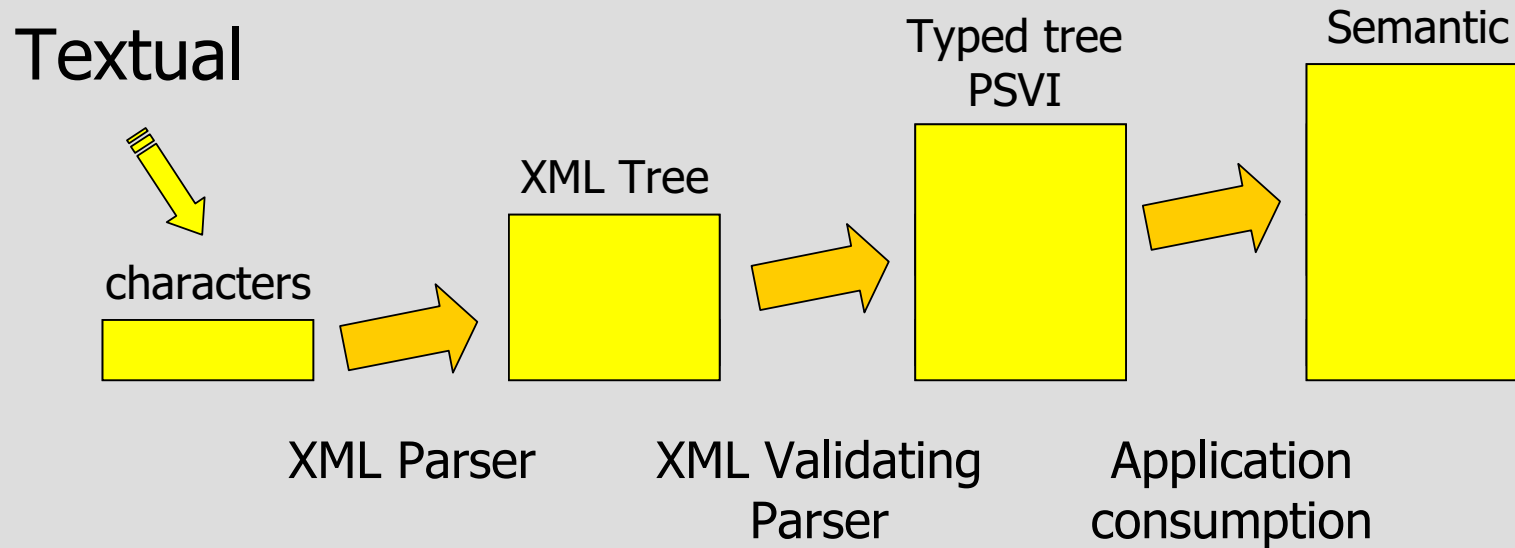 Textual
characters
XML Tree
Typed tree
PSVI
Semantic
XML Parser
XML Validating
Parser
Application
consumption